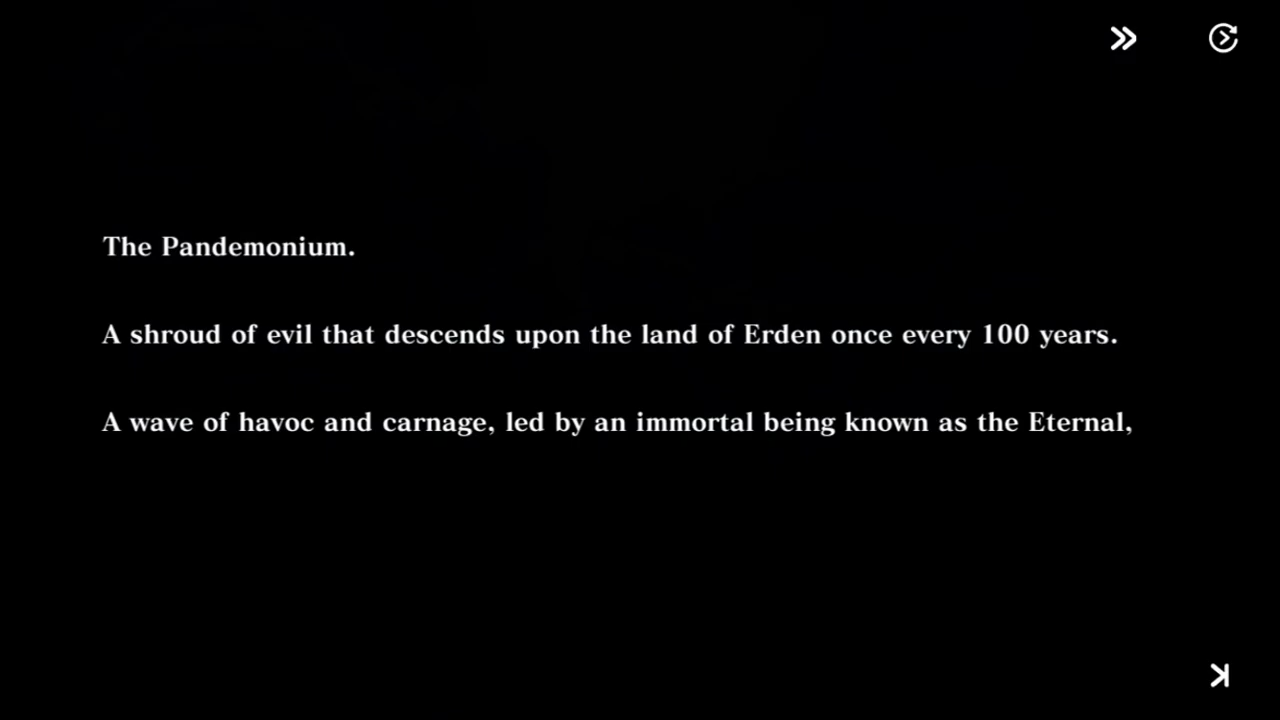 The Pandemonium.
A shroud of evil that descends upon the land of Erden once every 100 years.
A wave of havoc and carnage, led by an immortal being known as the Eternal,